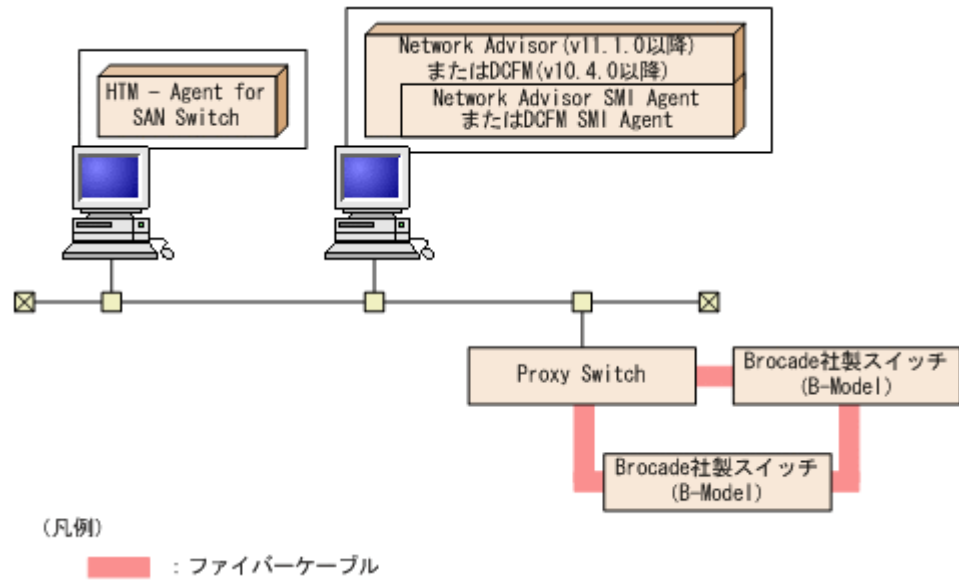 HTM - Agent for
SAN Switch
Network Advisor(v11.1.0以降)
またはDCFM(v10.4.0以降)
Network Advisor SMI Agent
またはDCFM SMI Agent
Proxy Switch
Brocade社製スイッチ
(B-Model)
Brocade社製スイッチ
(B-Model)
(凡例)
：ファイバーケーブル